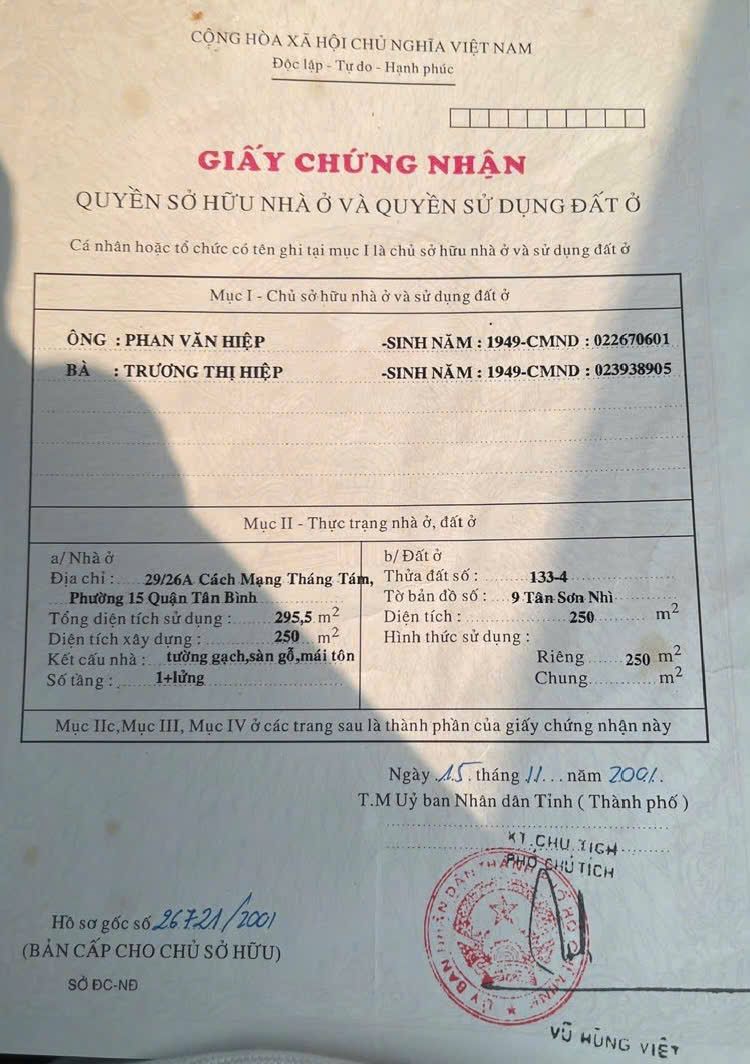 CỘNG HÒA XÃ HỘI CHỦ NGHĨA VIỆT NAM
Độc lập - Tự do - Hạnh phúc
GIẤY CHỨNG NHẬN
QUYỀN SỞ HỮU NHÀ Ở VÀ QUYỀN SỬ DỤNG ĐẤT Ở
Cá nhân hoặc tổ chức có tên ghi tại mục I là chủ sở hữu nhà ở và sử dụng đất ở
Mục I - Chủ sở hữu nhà ở và sử dụng đất ở
ÔNG : PHAN VĂN HIỆP -SINH NĂM : 1949-CMND : 022670601
BÀ : TRƯƠNG THỊ HIỆP -SINH NĂM : 1949-CMND : 023938905
Mục II - Thực trạng nhà ở, đất ở
a/ Nhà ở
Địa chỉ : 29/26A Cách Mạng Tháng Tám,
Phường 15 Quận Tân Bình
Tổng diện tích sử dụng : 295,5 m²
Diện tích xây dựng : 250 m²
Kết cấu nhà : tường gạch,sàn gỗ,mái tôn
Số tầng : 1+lửng
b/ Đất ở
Thửa đất số : 133-4
Tờ bản đồ số : 9 Tân Sơn Nhì
Diện tích : 250 m²
Hình thức sử dụng :
Riêng 250 m²
Chung m²
Mục IIc,Mục III, Mục IV ở các trang sau là thành phần của giấy chứng nhận này
Ngày 15 tháng 11 năm 2001
T.M Uỷ ban Nhân dân Tỉnh ( Thành phố )
KT.CHỦ TỊCH
PHÓ CHỦ TỊCH
ỦY BAN NHÂN DÂN THÀNH PHỐ HỒ CHÍ MINH
Hồ sơ gốc số 26721/2001
(BẢN CẤP CHO CHỦ SỞ HỮU)
SỞ ĐC-NĐ
VŨ HÙNG VIỆT